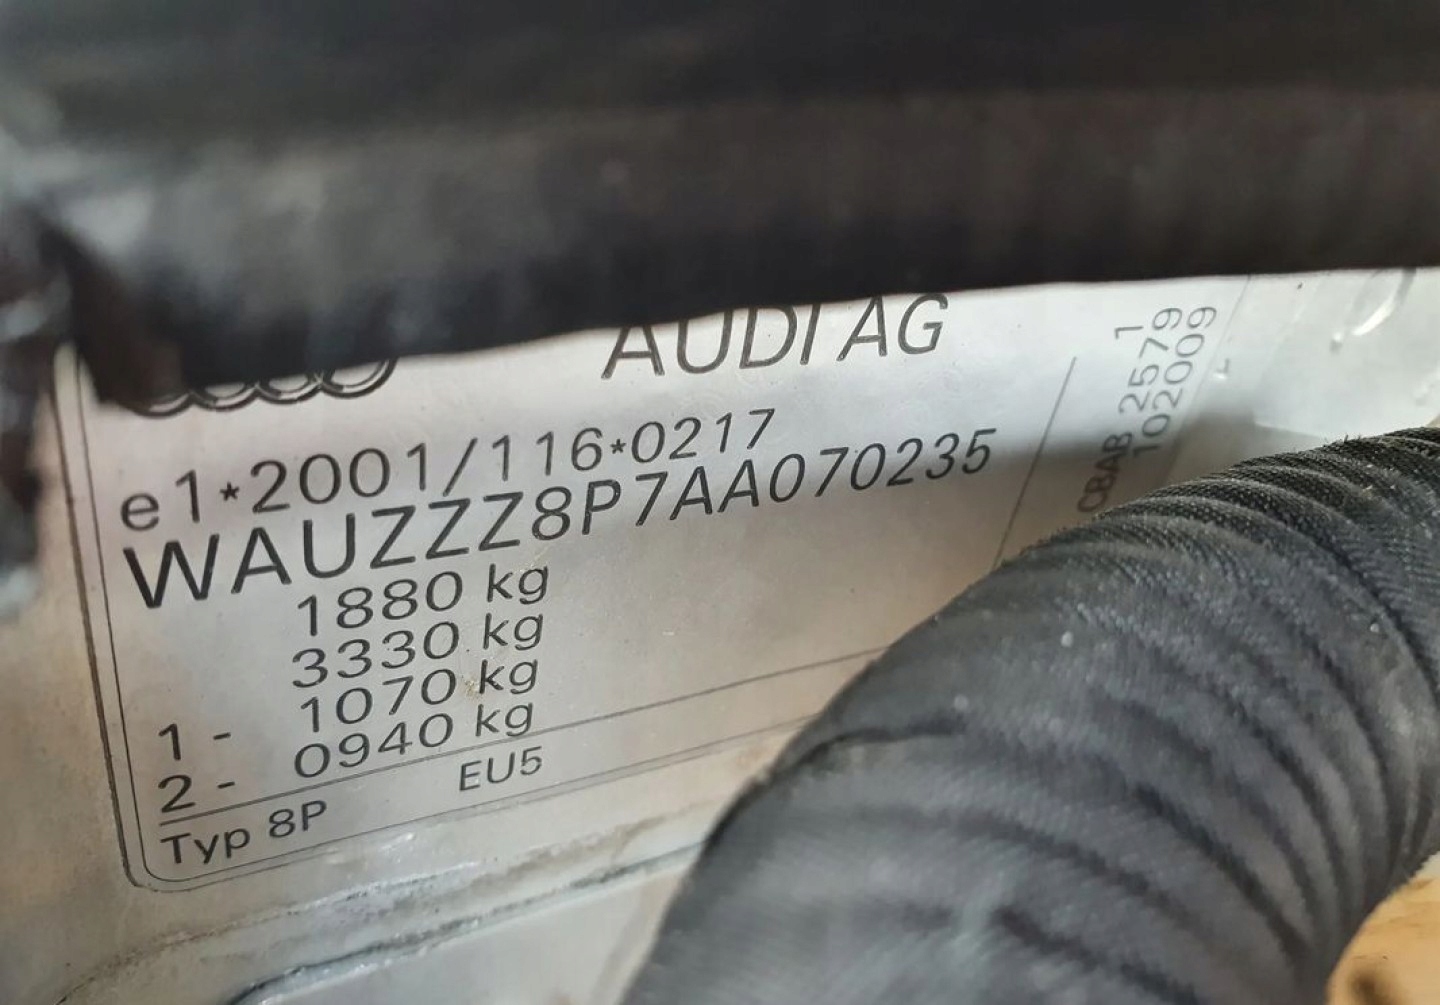 AUDI AG
e1*2001/116*0217
WAUZZZ8P7AA070235
1880 kg
3330 kg
1 - 1070 kg
2 - 0940 kg
Typ 8P EU5
CBAB 2579
102009
1